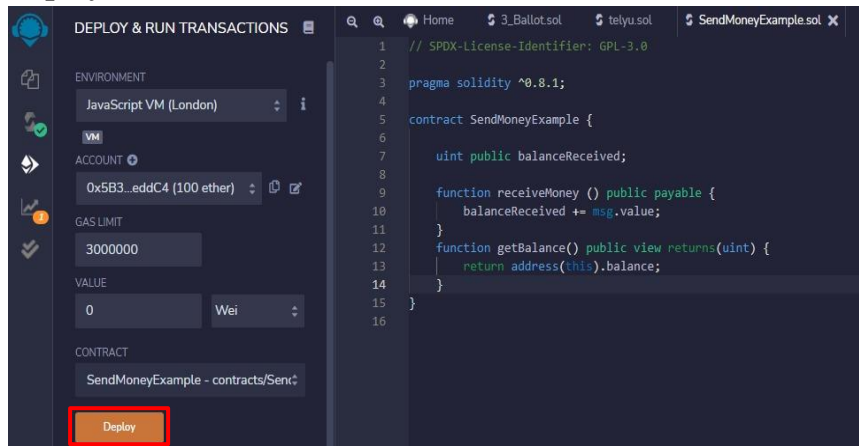 DEPLOY & RUN TRANSACTIONS
ENVIRONMENT
JavaScript VM (London)
i
VM
ACCOUNT
0x5B3...eddC4 (100 ether)
GAS LIMIT
3000000
VALUE
0 Wei
CONTRACT
SendMoneyExample - contracts/Senc
Deploy
1
Home 3_Ballot.sol telyu.sol SendMoneyExample.sol
1 // SPDX-License-Identifier: GPL-3.0
2
3 pragma solidity ^0.8.1;
4
5 contract SendMoneyExample {
6
7 uint public balanceReceived;
8
9 function receiveMoney () public payable {
10 balanceReceived += msg.value;
11 }
12 function getBalance() public view returns(uint) {
13 return address(this).balance;
14 }
15 }
16